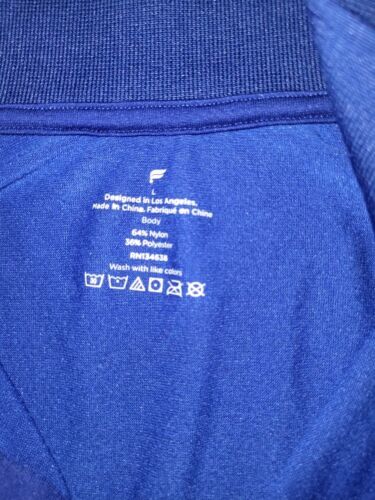 L
Designed in Los Angeles.
Made in China. Fabriqué en Chine
Body
64% Nylon
36% Polyester
RN134638
Wash with like colors